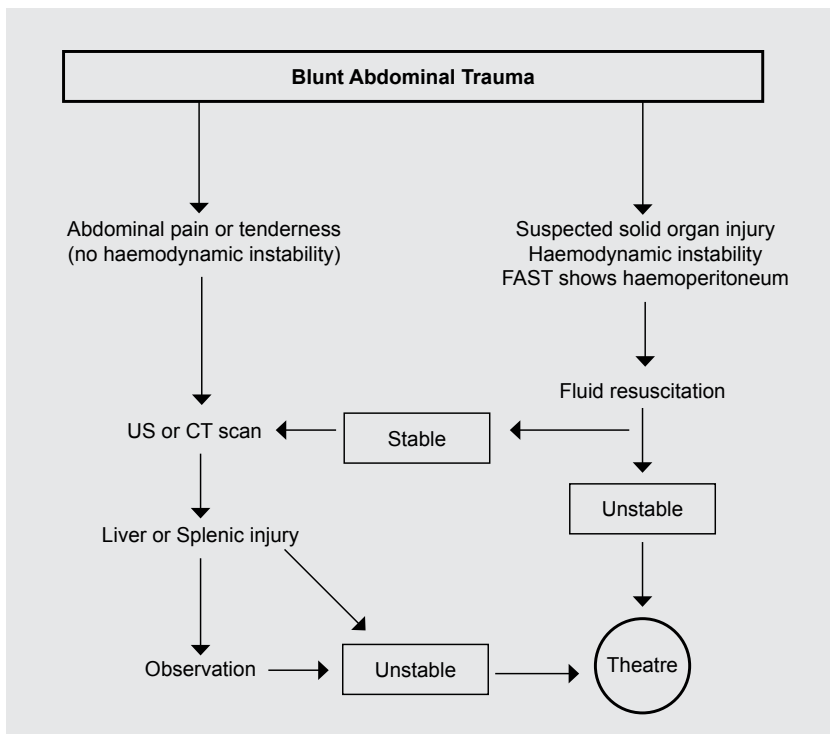 Blunt Abdominal Trauma
Abdominal pain or tenderness
(no haemodynamic instability)
Suspected solid organ injury
Haemodynamic instability
FAST shows haemoperitoneum
Fluid resuscitation
US or CT scan
Stable
Unstable
Liver or Splenic injury
Observation
Unstable
Theatre